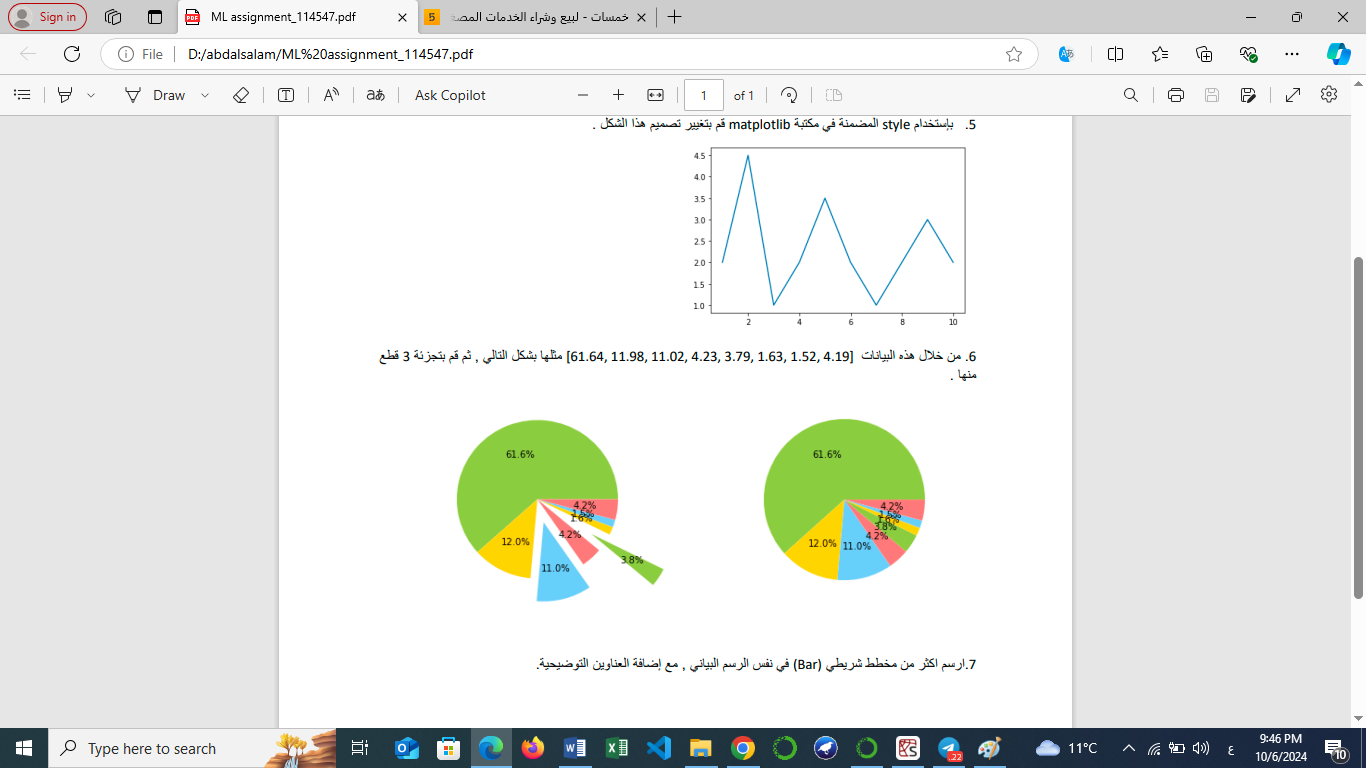 Sign in
ML assignment_114547.pdf
خمسات - لبيع وشراء الخدمات المصغ
File
D:/abdalsalam/ML%20assignment_114547.pdf
Draw
Ask Copilot
1 of 1
5. بإستخدام style المضمنة في مكتبة matplotlib قم بتغيير تصميم هذا الشكل .
4.5
4.0
3.5
3.0
2.5
2.0
1.5
1.0
2 4 6 8 10
6. من خلال هذه البيانات [61.64, 11.98, 11.02, 4.23, 3.79, 1.63, 1.52, 4.19] مثلها بشكل التالي , ثم قم بتجزئة 3 قطع
منها .
61.6%
4.2%
1.5%
1.6%
4.2%
12.0%
3.8%
11.0%
61.6%
4.2%
1.5%
1.6%
3.8%
4.2%
12.0%
11.0%
7.ارسم اكثر من مخطط شريطي (Bar) في نفس الرسم البياني , مع إضافة العناوين التوضيحية.
Type here to search
.22
11°C
ع
9:46 PM
10/6/2024
10